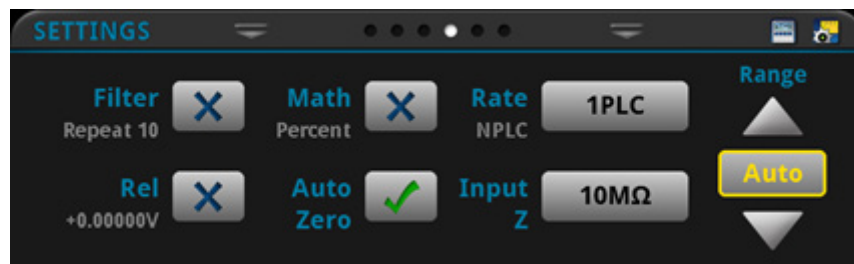 SETTINGS
Range
Filter
Repeat 10
Math
Percent
Rate
NPLC
1PLC
Auto
Rel
+0.00000V
Auto
Zero
Input
Z
10MΩ